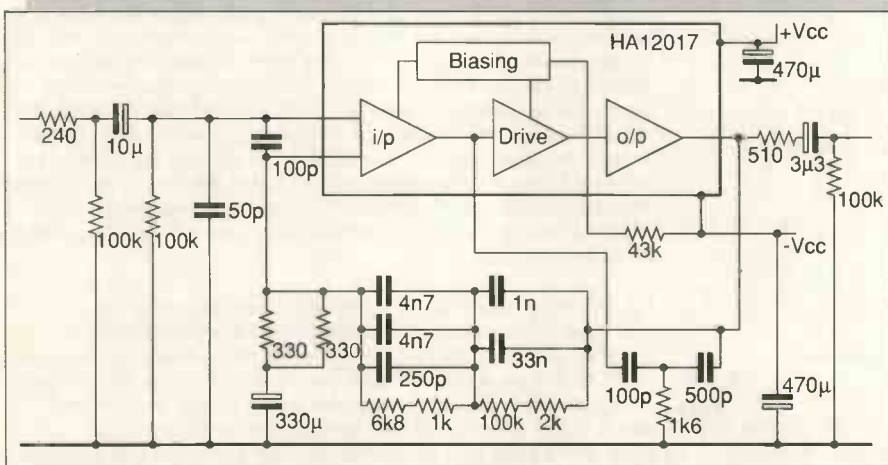 HA12017
+Vcc
470µ
Biasing
240
10µ
i/p
Drive
o/p
510
3µ3
100p
100k
100k
50p
100k
43k
-Vcc
4n7
1n
330
330
4n7
33n
250p
100p
500p
470µ
330µ
6k8
1k
100k
2k
1k6